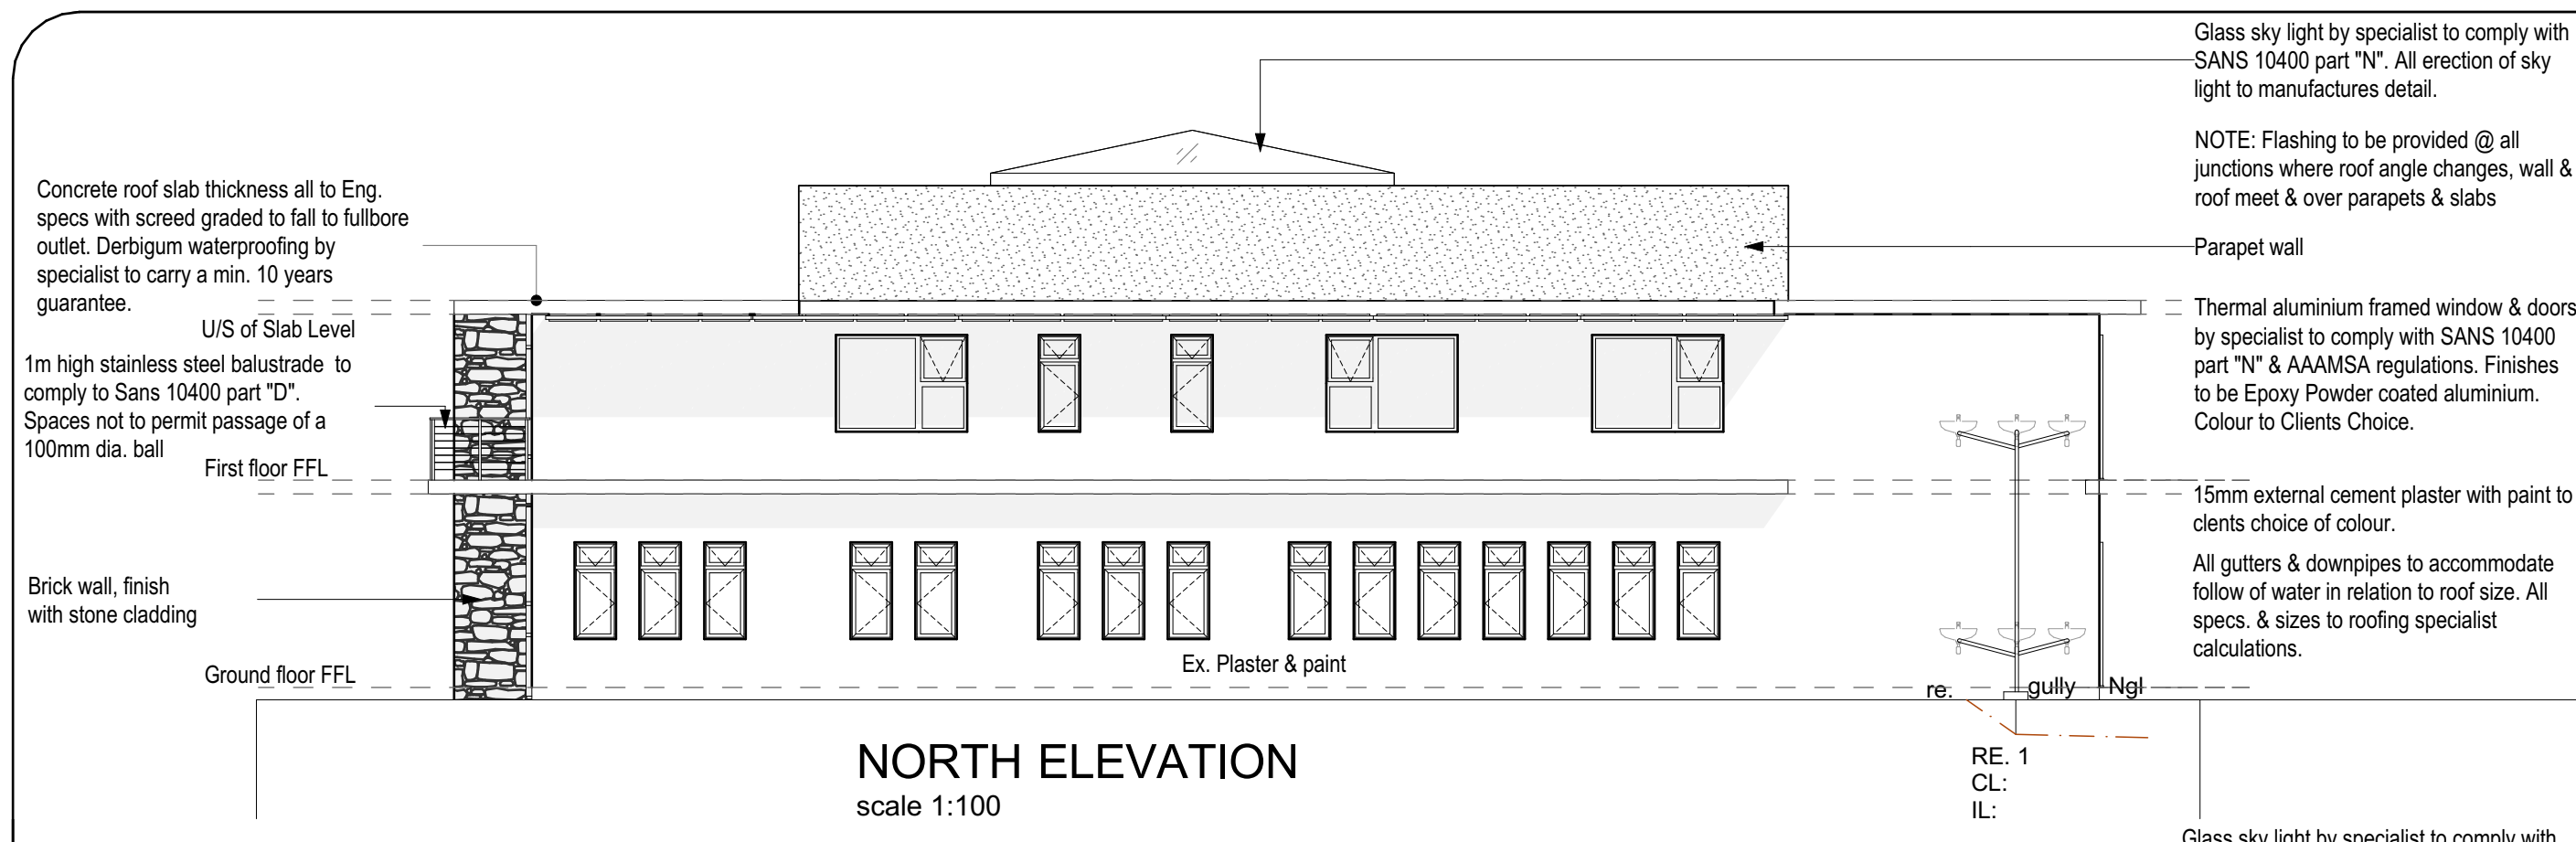 Glass sky light by specialist to comply with
SANS 10400 part "N". All erection of sky
light to manufactures detail.
NOTE: Flashing to be provided @ all
junctions where roof angle changes, wall &
roof meet & over parapets & slabs
Parapet wall
Thermal aluminium framed window & doors
by specialist to comply with SANS 10400
part "N" & AAAMSA regulations. Finishes
to be Epoxy Powder coated aluminium.
Colour to Clients Choice.
15mm external cement plaster with paint to
clents choice of colour.
All gutters & downpipes to accommodate
follow of water in relation to roof size. All
specs. & sizes to roofing specialist
calculations.
Concrete roof slab thickness all to Eng.
specs with screed graded to fall to fullbore
outlet. Derbigum waterproofing by
specialist to carry a min. 10 years
guarantee.
U/S of Slab Level
1m high stainless steel balustrade to
comply to Sans 10400 part "D".
Spaces not to permit passage of a
100mm dia. ball
First floor FFL
Brick wall, finish
with stone cladding
Ground floor FFL
Ex. Plaster & paint
re. gully Ngl
NORTH ELEVATION
scale 1:100
RE. 1
CL:
IL:
Glass sky light by specialist to comply with